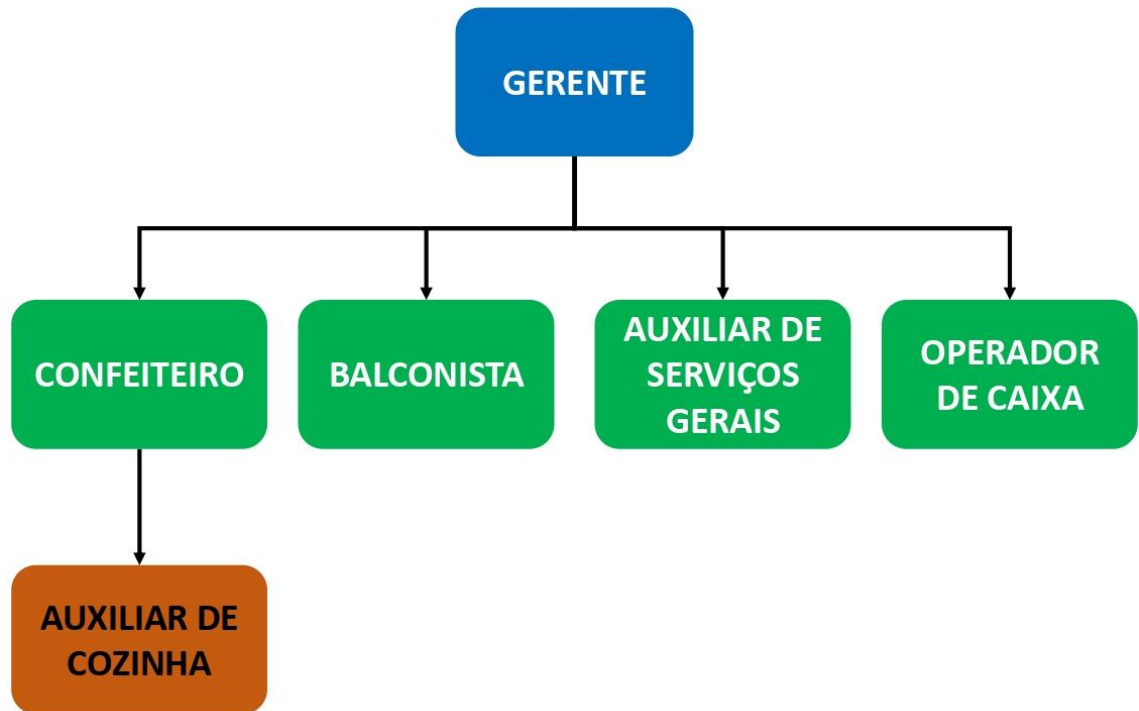 GERENTE
CONFEITEIRO
BALCONISTA
AUXILIAR DE
SERVIÇOS
GERAIS
OPERADOR
DE CAIXA
AUXILIAR DE
COZINHA